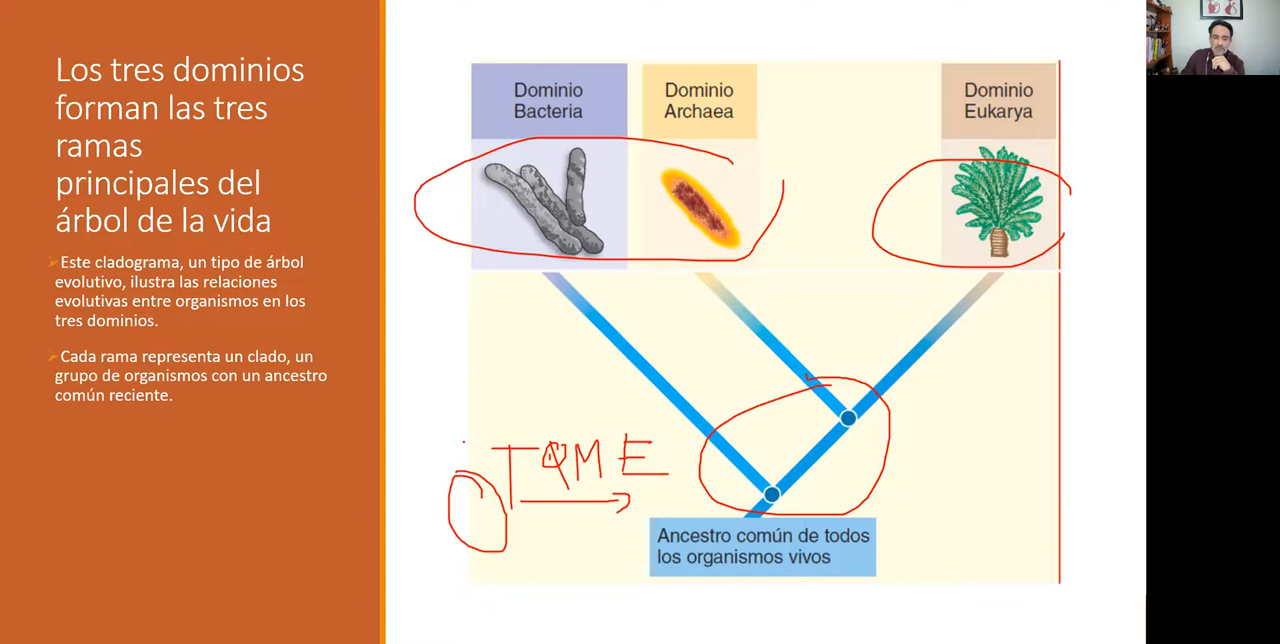 Los tres dominios
forman las tres
ramas
principales del
árbol de la vida
Este cladograma, un tipo de árbol
evolutivo, ilustra las relaciones
evolutivas entre organismos en los
tres dominios.
Cada rama representa un clado, un
grupo de organismos con un ancestro
común reciente.
Dominio
Bacteria
Dominio
Archaea
Dominio
Eukarya
Ancestro común de todos
los organismos vivos